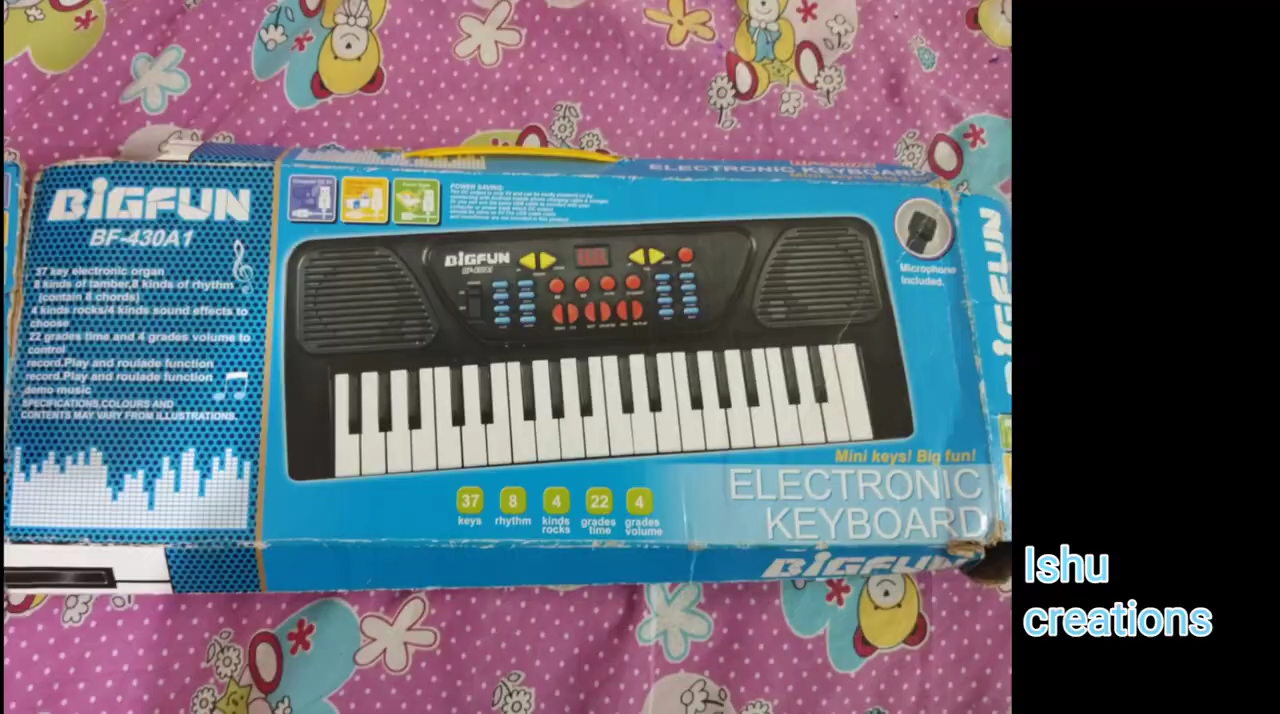 ELECTRONIC KEYBOARD
BIGFUN
BF-430A1
37 key electronic organ
8 kinds of tamber,8 kinds of rhythm
(contain 8 chords)
4 kinds rocks/4 kinds sound effects to
choose
22 grades time and 4 grades volume to
control
record.Play and roulade function
record.Play and roulade function
demo music
SPECIFICATIONS,COLOURS AND
CONTENTS MAY VARY FROM ILLUSTRATIONS.
POWER SAVING:
BIGFUN
Microphone
Included.
BIGFUN
Mini keys! Big fun!
ELECTRONIC
KEYBOARD
37 8 4 22 4
keys rhythm kinds rocks grades time grades volume
BIGFUN
Ishu
creations